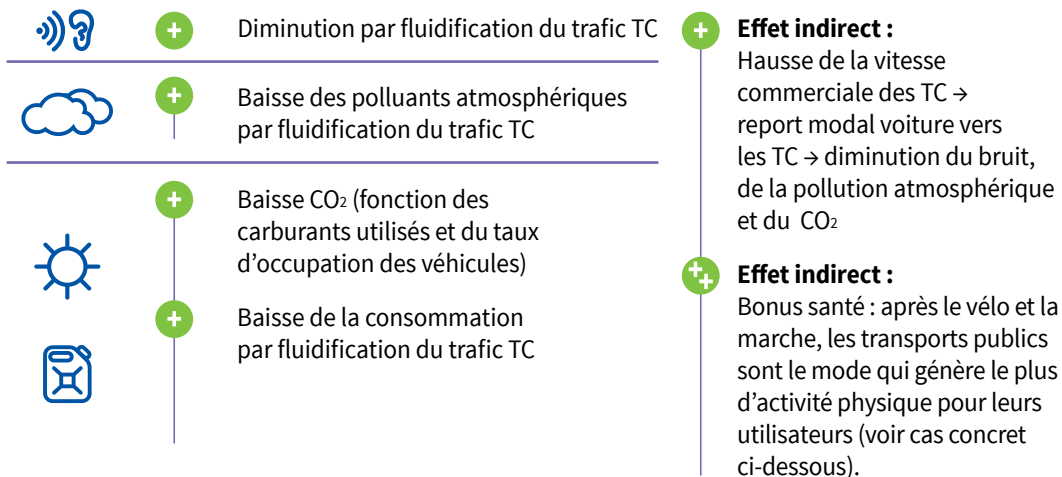 Diminution par fluidification du trafic TC
Baisse des polluants atmosphériques
par fluidification du trafic TC
Baisse CO2 (fonction des
carburants utilisés et du taux
d'occupation des véhicules)
Baisse de la consommation
par fluidification du trafic TC
Effet indirect :
Hausse de la vitesse
commerciale des TC →
report modal voiture vers
les TC → diminution du bruit,
de la pollution atmosphérique
et du CO2
Effet indirect :
Bonus santé : après le vélo et la
marche, les transports publics
sont le mode qui génère le plus
d'activité physique pour leurs
utilisateurs (voir cas concret
ci-dessous).